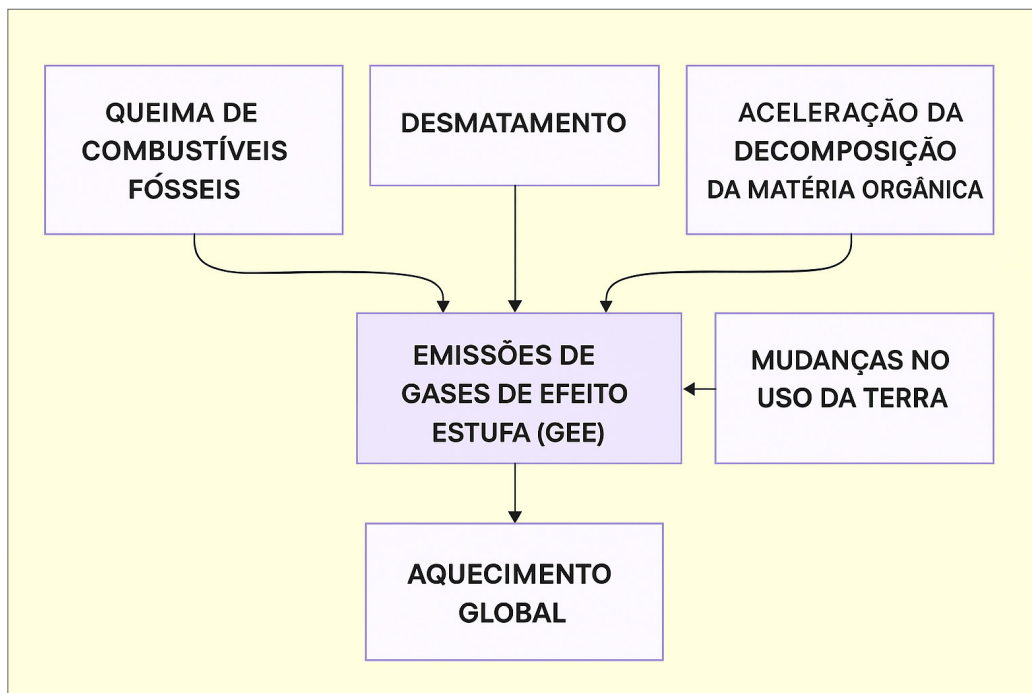 QUEIMA DE
COMBUSTÍVEIS
FÓSSEIS
DESMATAMENTO
ACELERAÇÃO DA
DECOMPOSIÇÃO
DA MATÉRIA ORGÂNICA
EMISSÕES DE
GASES DE EFEITO
ESTUFA (GEE)
MUDANÇAS NO
USO DA TERRA
AQUECIMENTO
GLOBAL